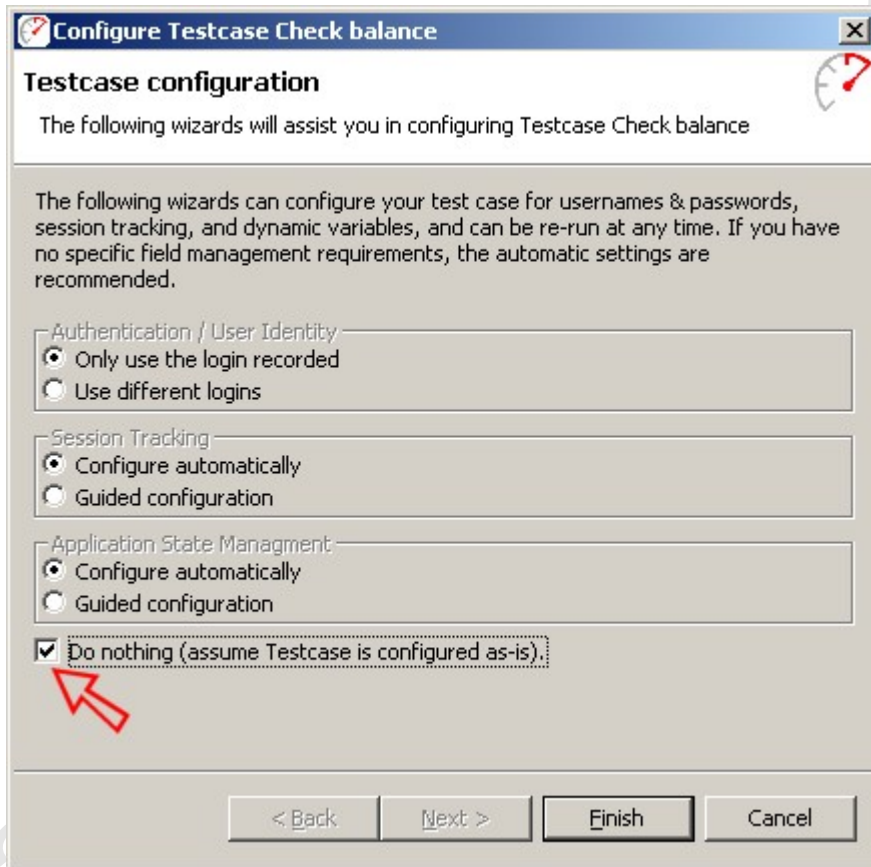 Configure Testcase Check balance
Testcase configuration
The following wizards will assist you in configuring Testcase Check balance
The following wizards can configure your test case for usernames & passwords,
session tracking, and dynamic variables, and can be re-run at any time. If you have
no specific field management requirements, the automatic settings are
recommended.
Authentication / User Identity
Only use the login recorded
Use different logins
Session Tracking
Configure automatically
Guided configuration
Application State Managment
Configure automatically
Guided configuration
Do nothing (assume Testcase is configured as-is).
< Back
Next >
Finish
Cancel